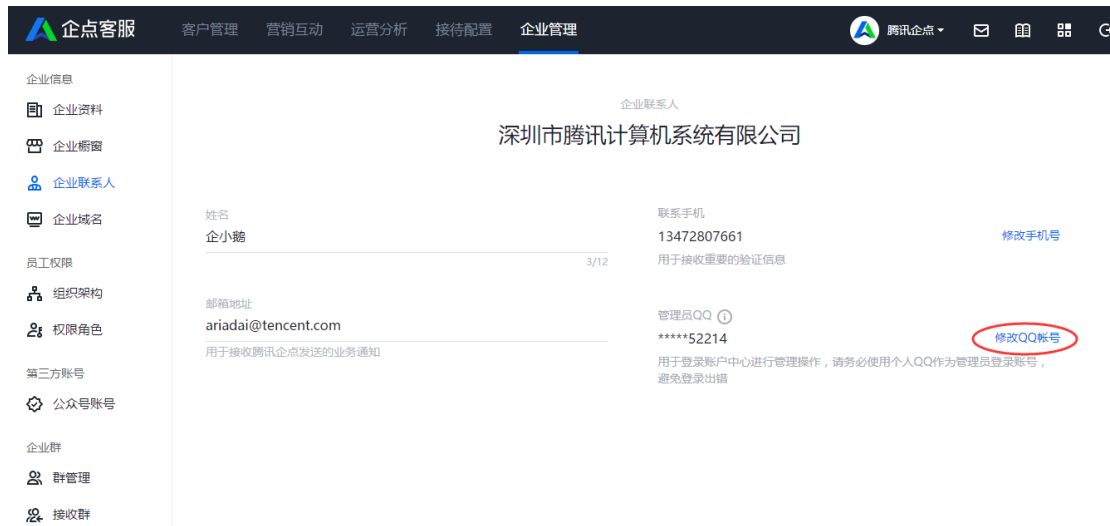 企点客服
客户管理 营销互动 运营分析 接待配置 企业管理
腾讯企点
企业信息
企业资料
企业橱窗
企业联系人
企业域名
员工权限
组织架构
权限角色
第三方账号
公众号账号
企业群
群管理
接收群
企业联系人
深圳市腾讯计算机系统有限公司
姓名
企小鹅
3/12
联系手机
13472807661 修改手机号
用于接收重要的验证信息
邮箱地址
ariadai@tencent.com
用于接收腾讯企点发送的业务通知
管理员QQ
*****52214 修改QQ帐号
用于登录账户中心进行管理操作，请务必使用个人QQ作为管理员登录账号，
避免登录出错